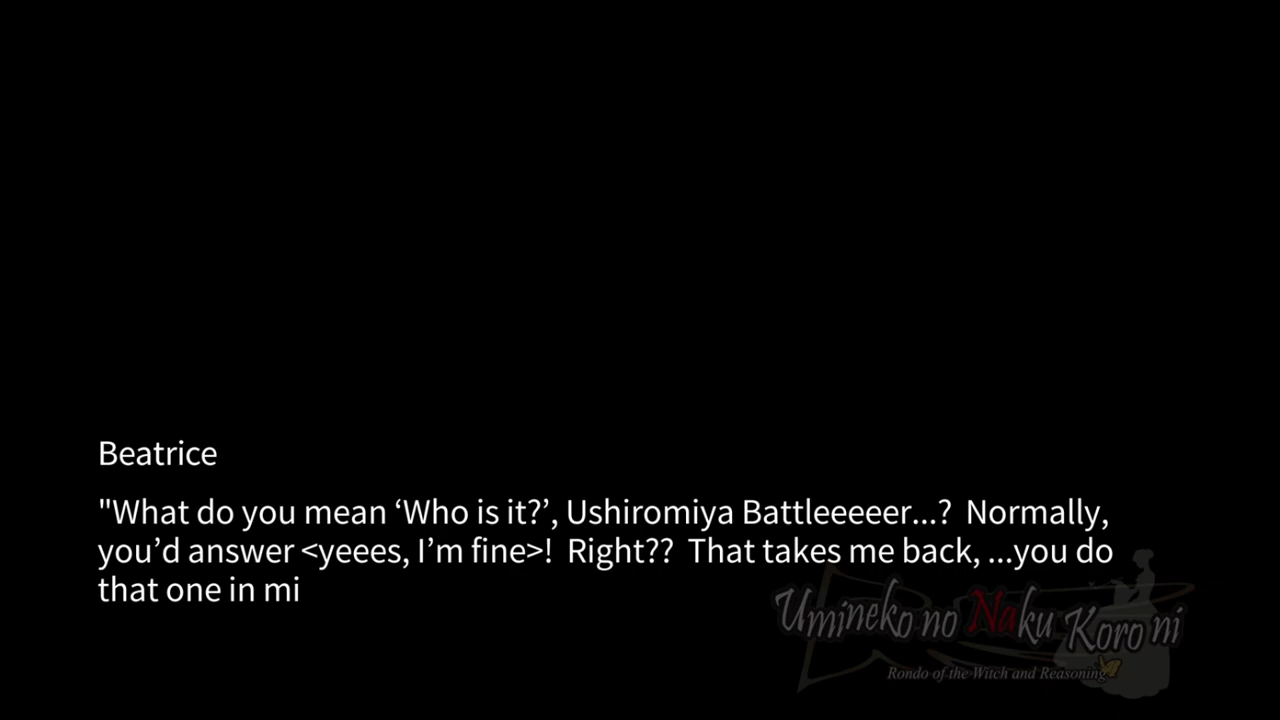 Beatrice
"What do you mean ‘Who is it?’, Ushiromiya Battleeeeer...?  Normally,
you’d answer <yeees, I’m fine>!  Right??  That takes me back, ...you do
that one in mi
Umineko no Naku Koro ni
Rondo of the Witch and Reasoning